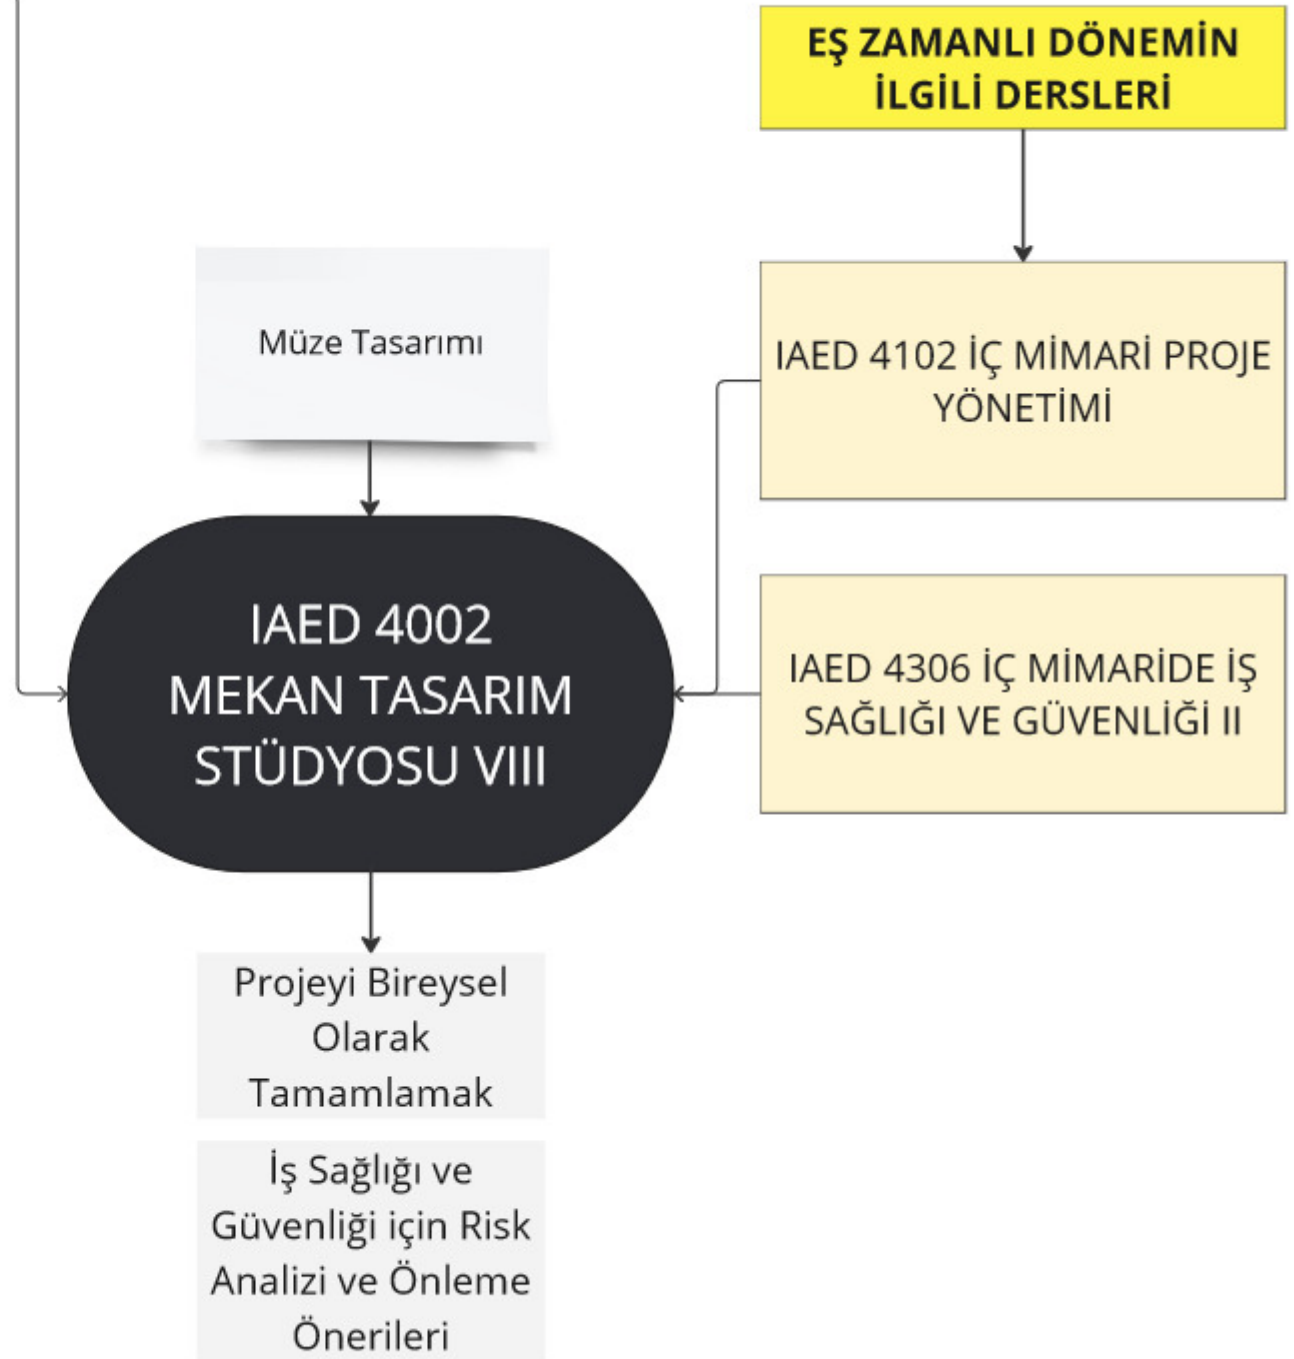 EŞ ZAMANLI DÖNEMİN
İLGİLİ DERSLERİ
Müze Tasarımı
IAED 4102 İÇ MİMARİ PROJE
YÖNETİMİ
IAED 4002
MEKAN TASARIM
STÜDYOSU VIII
IAED 4306 İÇ MİMARİDE İŞ
SAĞLIĞI VE GÜVENLİĞİ II
Projeyi Bireysel
Olarak
Tamamlamak
İş Sağlığı ve
Güvenliği için Risk
Analizi ve Önleme
Önerileri